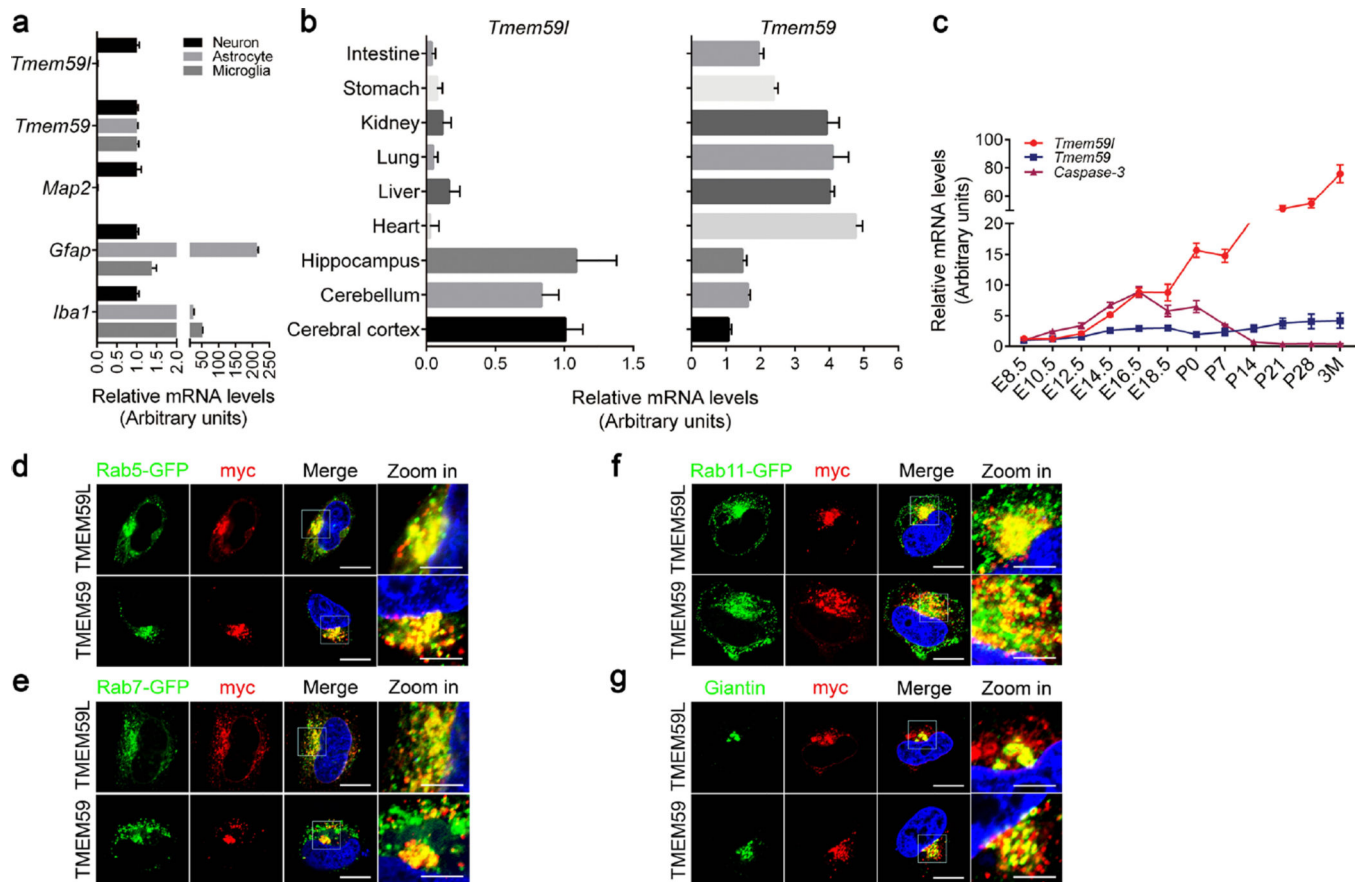 a
Neuron
Astrocyte
Microglia
Tmem59l
Tmem59
Map2
Gfap
Iba1
0.0 0.5 1.0 1.5 2.0 50 100 150 200 250
Relative mRNA levels
(Arbitrary units)
b
Tmem59l
Tmem59
Intestine
Stomach
Kidney
Lung
Liver
Heart
Hippocampus
Cerebellum
Cerebral cortex
0.0 0.5 1.0 1.5
0 1 2 3 4 5 6
Relative mRNA levels
(Arbitrary units)
c
Tmem59l
Tmem59
Caspase-3
Relative mRNA levels
(Arbitrary units)
100
80
60
20
15
10
5
0
E8.5 E10.5 E12.5 E14.5 E16.5 E18.5 P0 P7 P14 P21 P28 3M
d
Rab5-GFP myc Merge Zoom in
TMEM59L
TMEM59
e
Rab7-GFP myc Merge Zoom in
TMEM59L
TMEM59
f
Rab11-GFP myc Merge Zoom in
TMEM59L
TMEM59
g
Giantin myc Merge Zoom in
TMEM59L
TMEM59